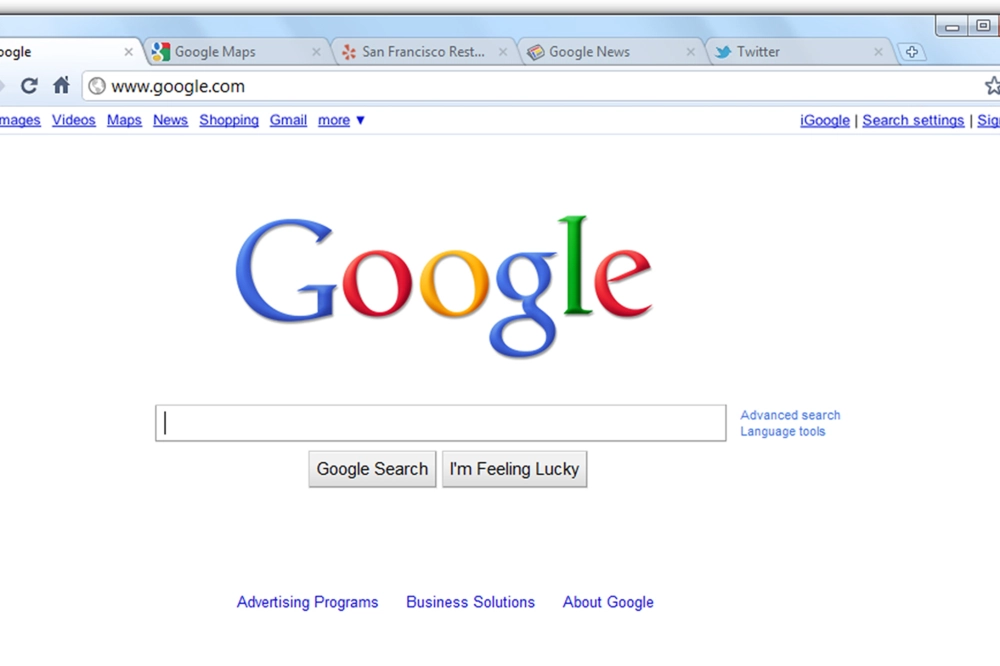 oogle Google Maps San Francisco Rest... Google News Twitter
www.google.com
mages Videos Maps News Shopping Gmail more ▼ iGoogle | Search settings | Sig
Google
Advanced search
Language tools
Google Search I'm Feeling Lucky
Advertising Programs Business Solutions About Google